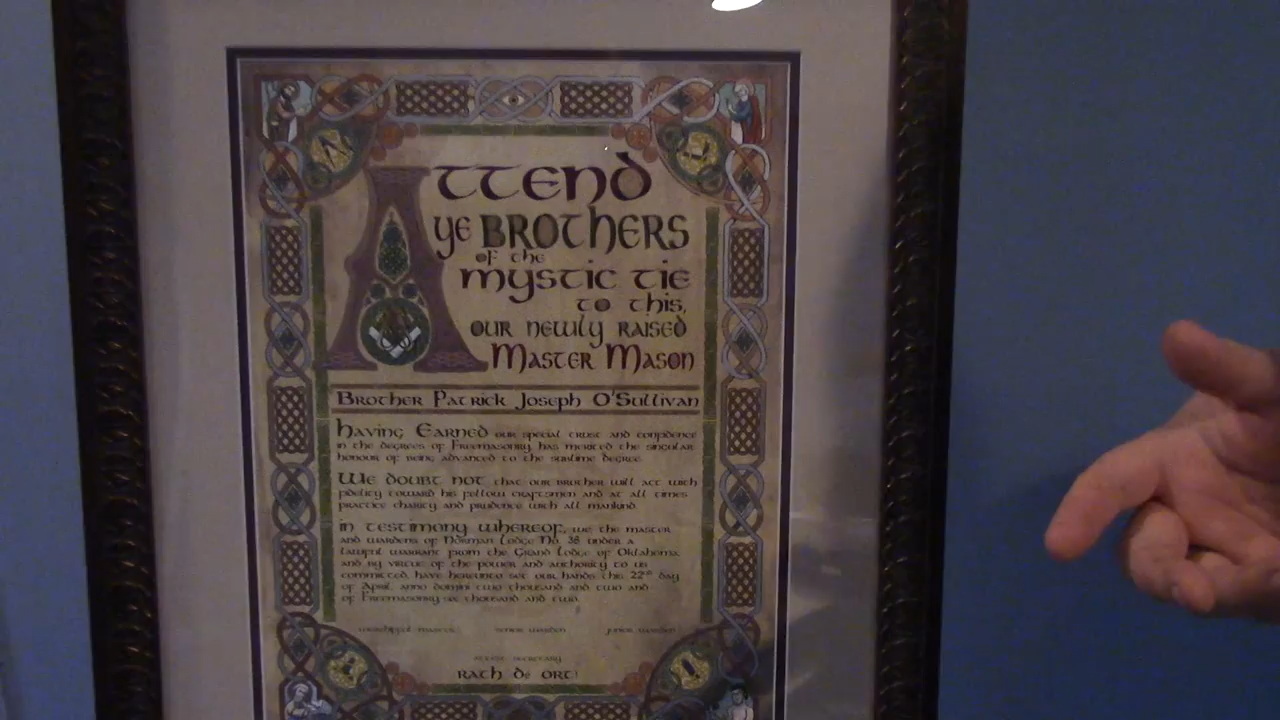 ATTEND
YE BROTHERS
OF THE
MYSTIC TIE
TO THIS,
OUR NEWLY RAISED
MASTER MASON
BROTHER PATRICK JOSEPH O'SULLIVAN
HAVING EARNED our special trust and confidence
in the degrees of Freemasonry, has merited the singular
honour of being advanced to the sublime degree.
WE DOUBT NOT that our brother will act with
fidelity toward his fellow craftsmen and at all times
practice charity and prudence with all mankind.
IN TESTIMONY WHEREOF, we the master
and wardens of Norman Lodge No. 38 under a
lawful warrant from the Grand Lodge of Oklahoma,
and by virtue of the power and authority to us
committed, have hereunto set our hands this 22nd day
of April, anno domini two thousand and two and
of Freemasonry six thousand and two.
worshipful master senior warden junior warden
attest: secretary
RATH DE ORT!